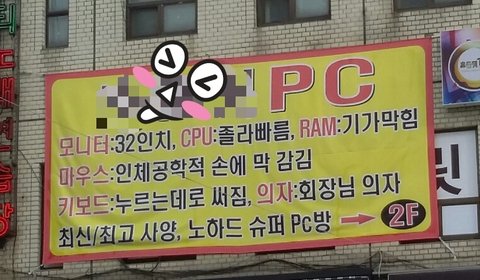 PC
모니터:32인치, CPU:졸라빠름, RAM:기가막힘
마우스:인체공학적 손에 막 감김
키보드:누르는데로 써짐, 의자:회장님 의자
최신/최고 사양, 노하드 슈퍼 Pc방 → 2F